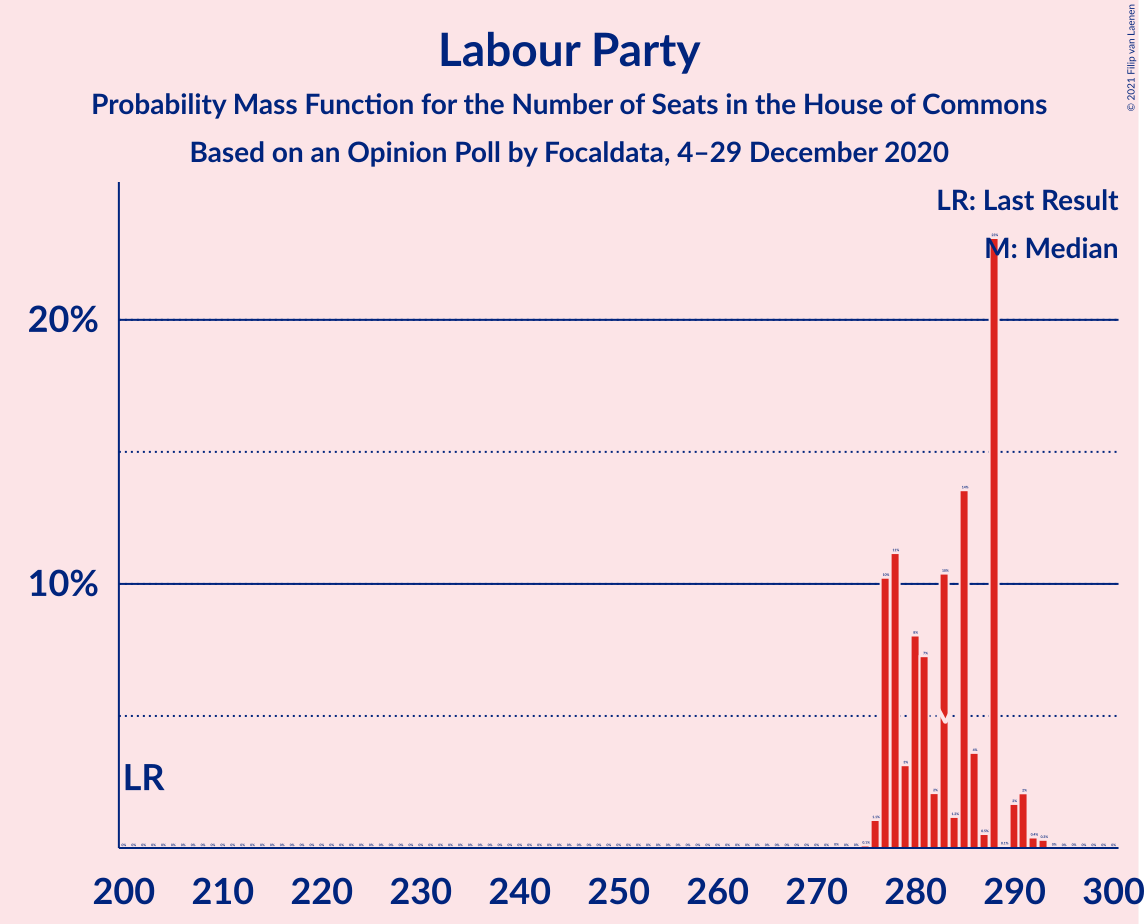 Labour Party
Probability Mass Function for the Number of Seats in the House of Commons
Based on an Opinion Poll by Focaldata, 4–29 December 2020
© 2021 Filip van Laenen
LR: Last Result
M: Median
20%
10%
LR
M
200 210 220 230 240 250 260 270 280 290 300